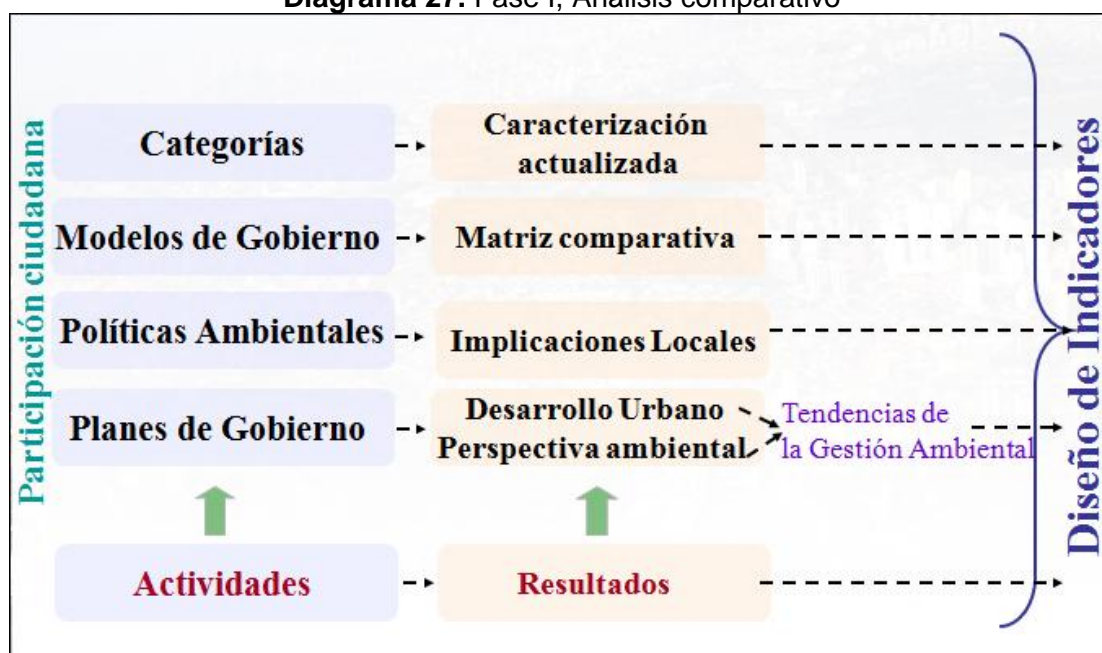 Diagrama 27. Fase I, Análisis comparativo
Participación ciudadana
Categorías
Caracterización
actualizada
Modelos de Gobierno
Matriz comparativa
Políticas Ambientales
Implicaciones Locales
Planes de Gobierno
Desarrollo Urbano
Perspectiva ambiental
Tendencias de
la Gestión Ambiental
Actividades
Resultados
Diseño de Indicadores